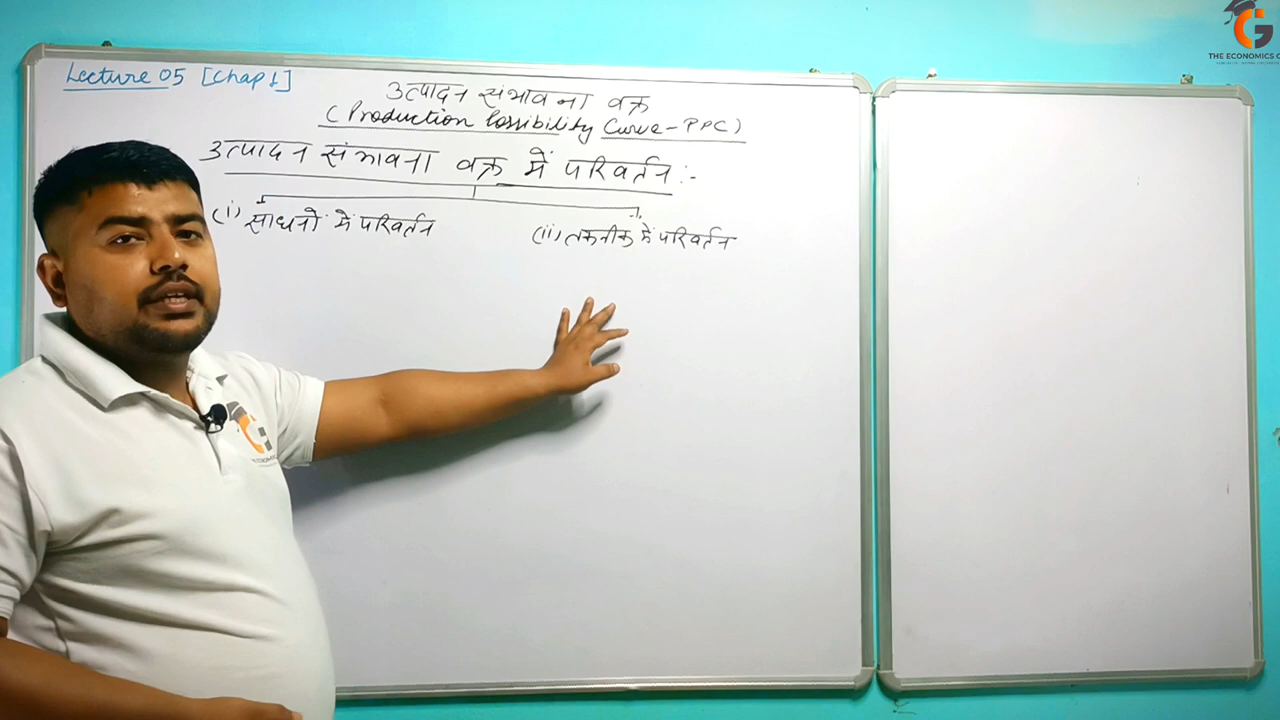 Lecture 05 [Chap 1]
उत्पादन संभावना वक्र
(Production Possibility Curve-PPC)
उत्पादन संभावना वक्र में परिवर्तन :-
(i) साधनों में परिवर्तन
(ii) तकनीक में परिवर्तन
THE ECONOMICS G